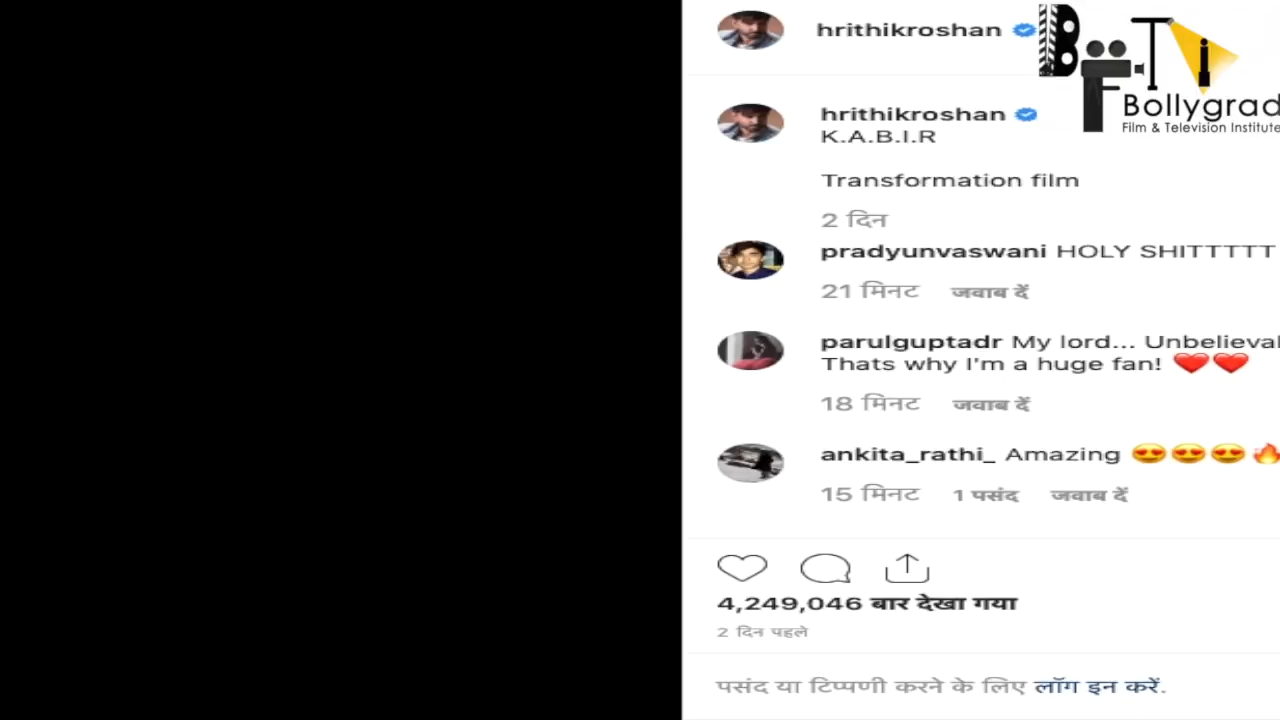 hrithikroshan
hrithikroshan
K.A.B.I.R
Transformation film
2 दिन
pradyunvaswani HOLY SHITTTTT
21 मिनट जवाब दें
parulguptadr My lord...
Thats why I'm a huge fan! ❤️❤️
18 मिनट जवाब दें
ankita_rathi_ Amazing 😍😍😍🔥
15 मिनट 1 पसंद जवाब दें
4,249,046 बार देखा गया
2 दिन पहले
पसंद या टिप्पणी करने के लिए लॉग इन करें.
BFTi
Bollygrad
Film & Television Institute